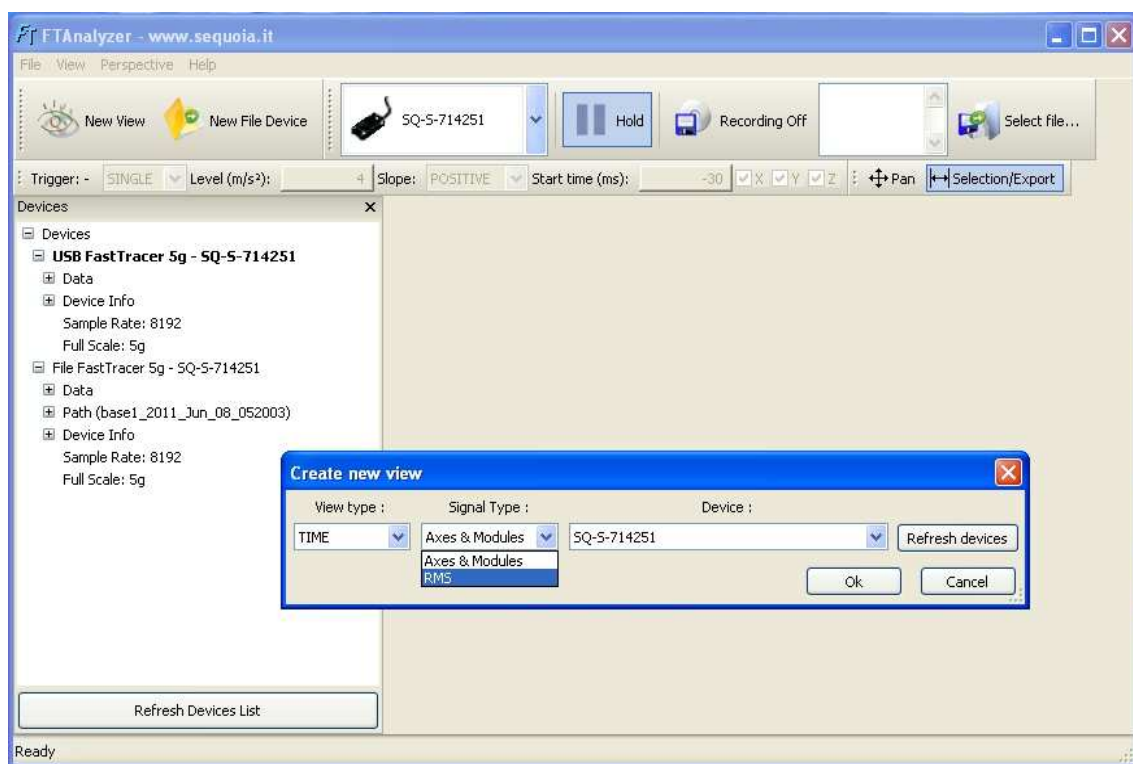 FT FTAnalyzer - www.sequoia.it
File View Perspective Help
New View New File Device SQ-S-714251 Hold Recording Off Select file...
Trigger: - SINGLE Level (m/s²): 4 Slope: POSITIVE Start time (ms): -30 X Y Z Pan Selection/Export
Devices
Devices
USB FastTracer 5g - SQ-S-714251
Data
Device Info
Sample Rate: 8192
Full Scale: 5g
File FastTracer 5g - SQ-S-714251
Data
Path (base1_2011_Jun_08_052003)
Device Info
Sample Rate: 8192
Full Scale: 5g
Create new view
View type : Signal Type : Device :
TIME Axes & Modules SQ-S-714251 Refresh devices
Axes & Modules
RMS
Ok Cancel
Refresh Devices List
Ready